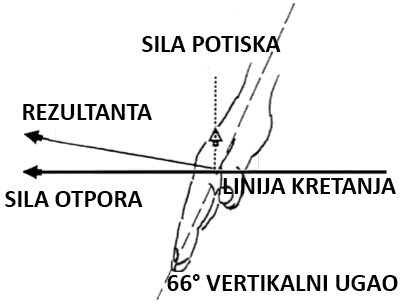 SILA POTISKA
REZULTANTA
LINIJA KRETANJA
SILA OTPORA
66° VERTIKALNI UGAO